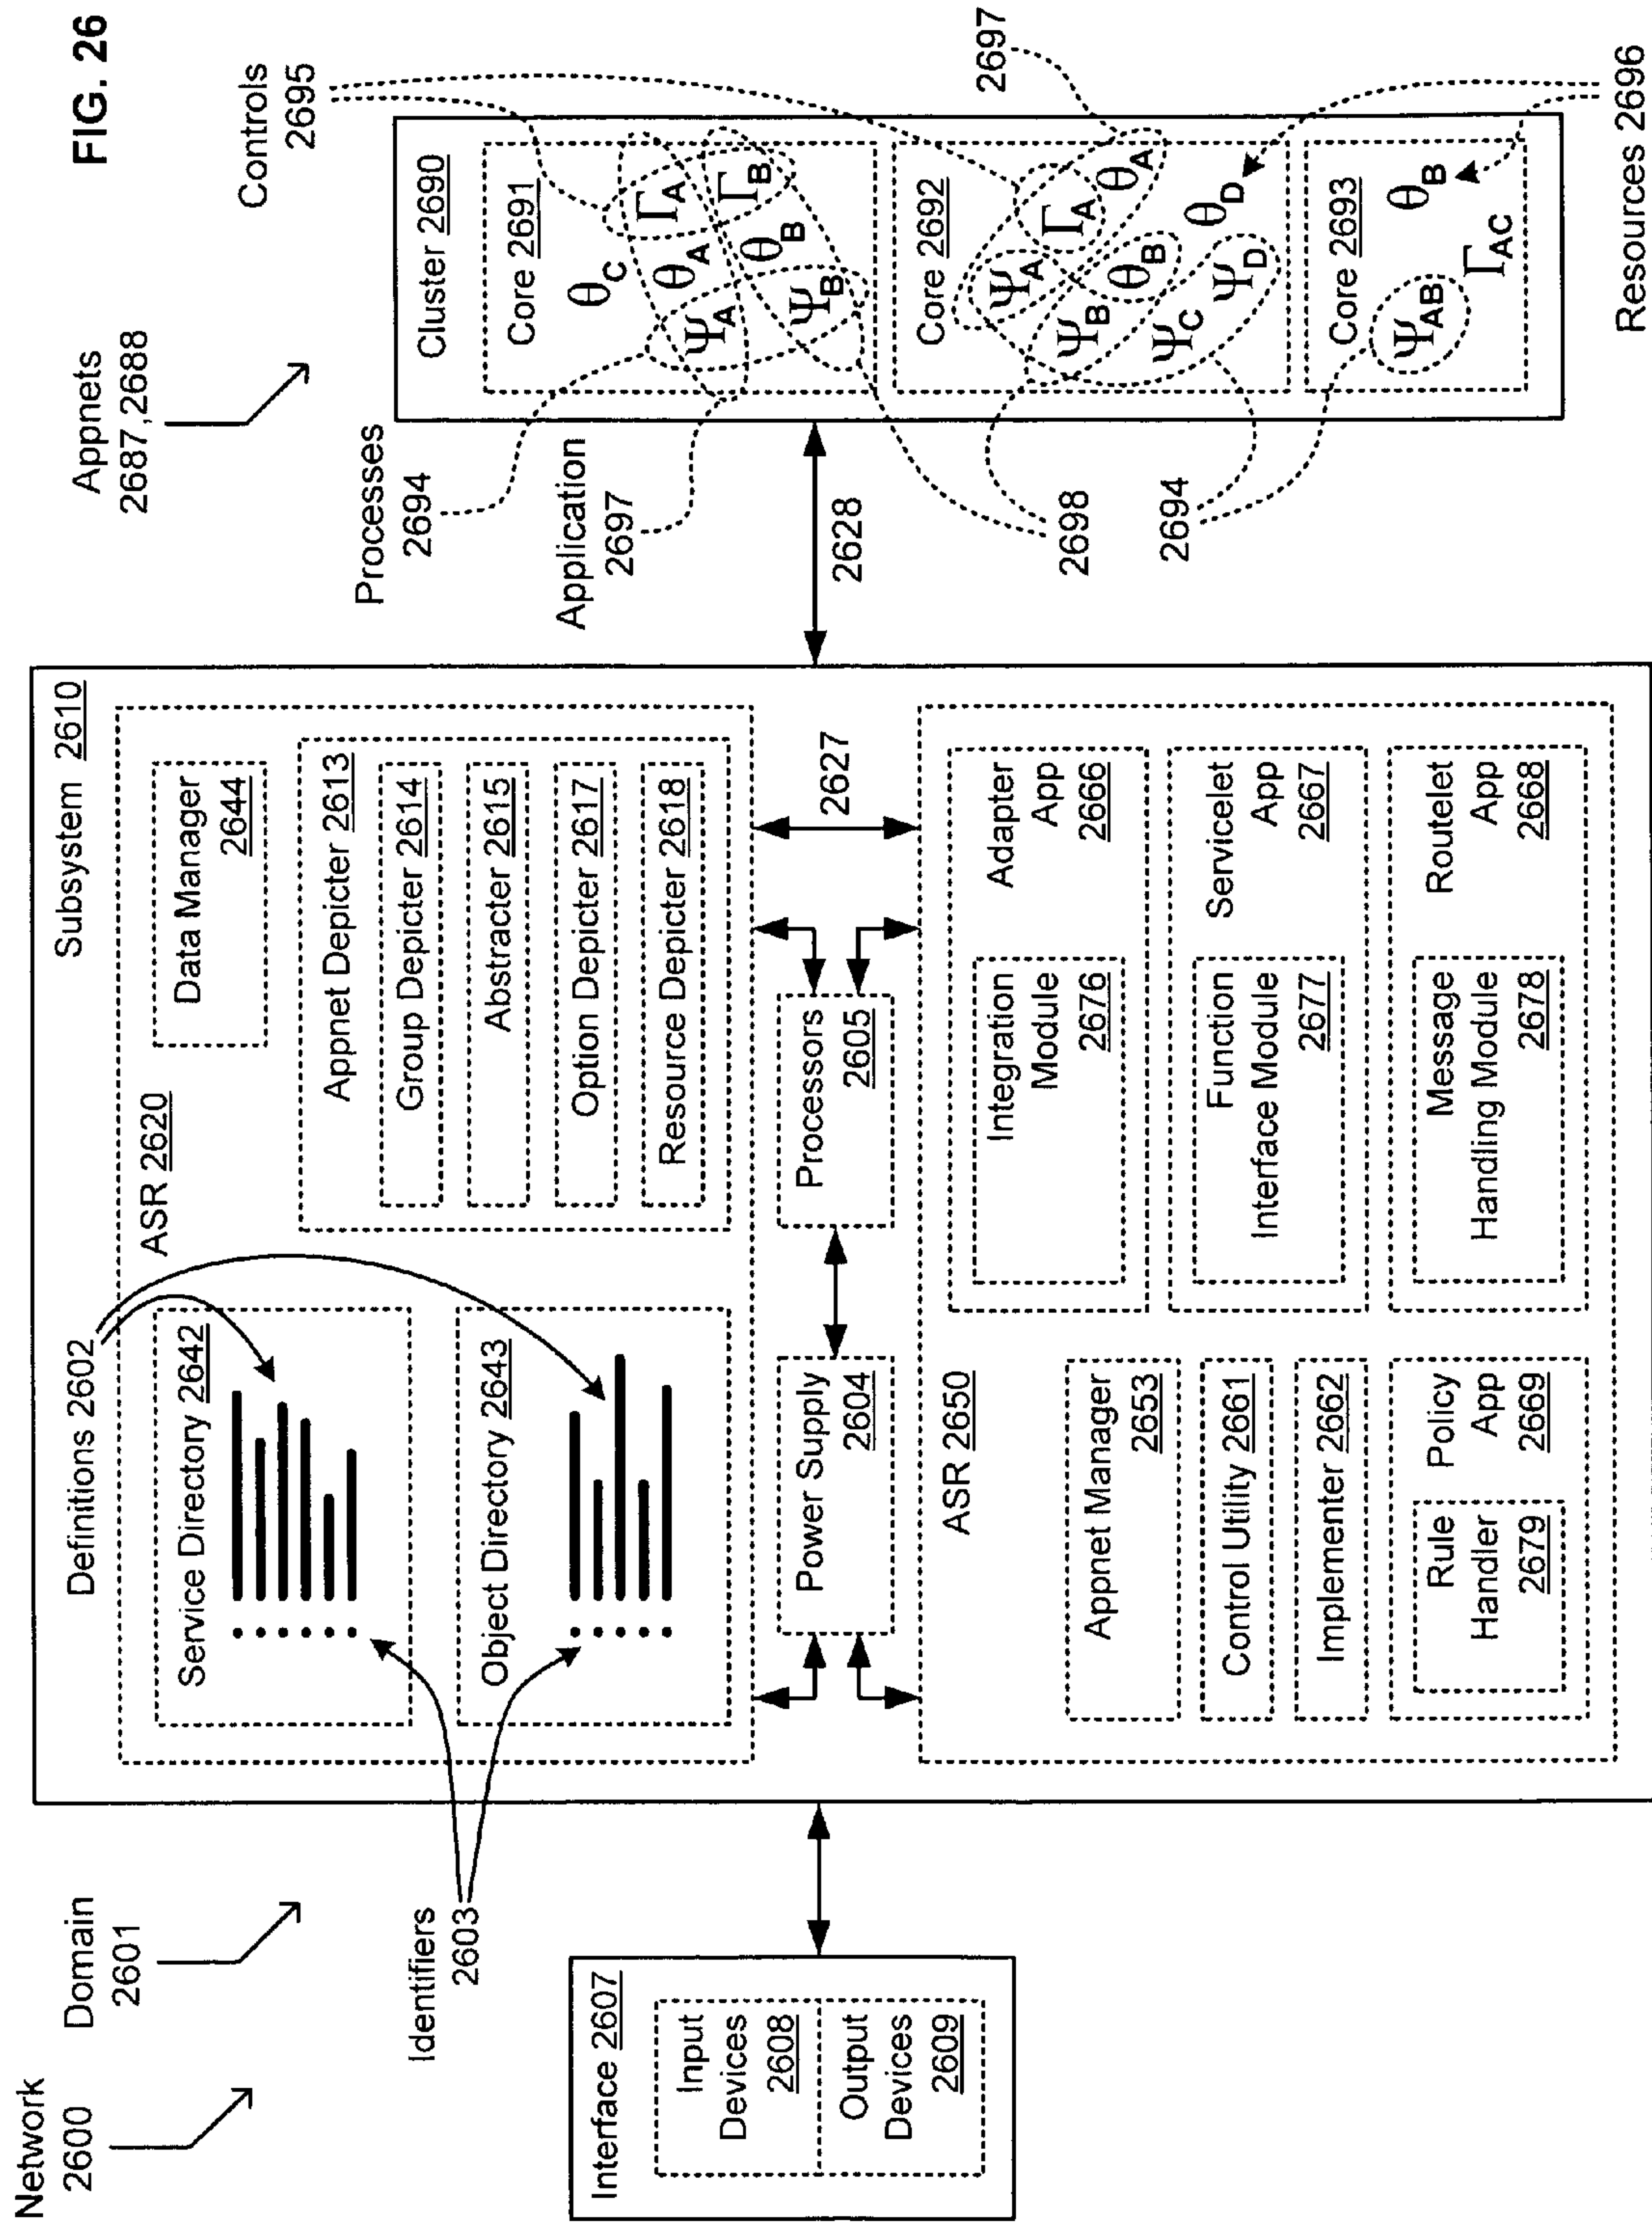 FIG. 26
Network
2600
Domain
2601
Appnets
2687,2688
Interface 2607
Input
Devices
2608
Output
Devices
2609
Identifiers
2603
Definitions 2602
Subsystem 2610
ASR 2620
Service Directory 2642
Object Directory 2643
Data Manager
2644
Appnet Depicter 2613
Group Depicter 2614
Abstracter 2615
Option Depicter 2617
Resource Depicter 2618
Power Supply
2604
Processors
2605
2627
ASR 2650
Appnet Manager
2653
Control Utility 2661
Implementer 2662
Policy
App
2669
Rule
Handler
2679
Adapter
App
2666
Integration
Module
2676
Servicelet
App
2667
Function
Interface Module
2677
Routelet
App
2668
Message
Handling Module
2678
2628
Processes
2694
Application
2697
2698
2694
Controls
2695
2697
Resources 2696
Cluster 2690
Core 2691
θC
ΨA θA ΓA
ΨB θB ΓB
Core 2692
ΨA ΓA
ΨB θB θA
ΨC
ΨD θD
Core 2693
ΨAB θB
ΓAC